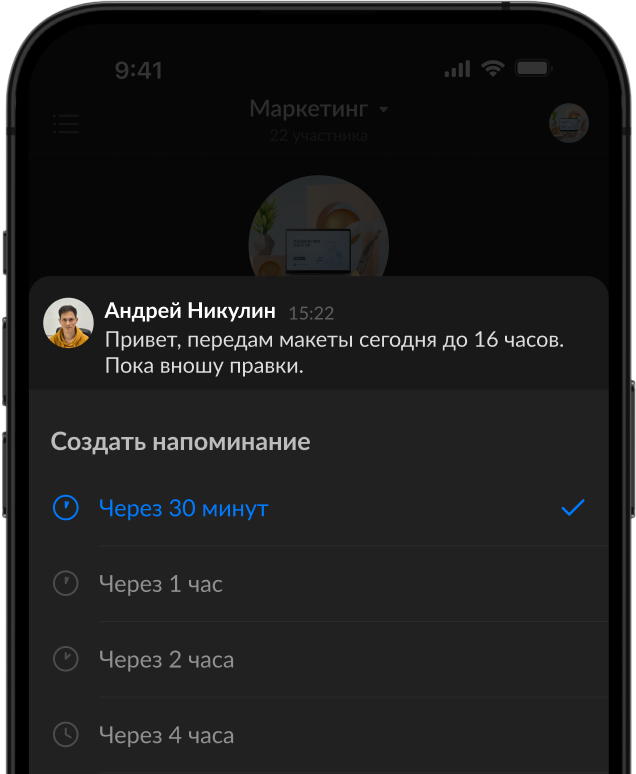 9:41
Маркетинг
22 участника
Андрей Никулин 15:22
Привет, передам макеты сегодня до 16 часов.
Пока вношу правки.
Создать напоминание
Через 30 минут
Через 1 час
Через 2 часа
Через 4 часа